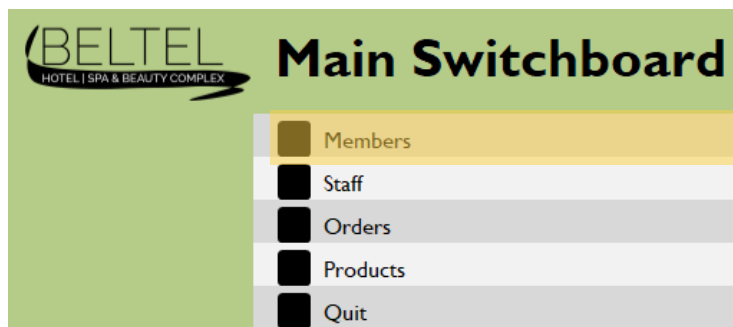 BELTEL
HOTEL | SPA & BEAUTY COMPLEX
Main Switchboard
Members
Staff
Orders
Products
Quit